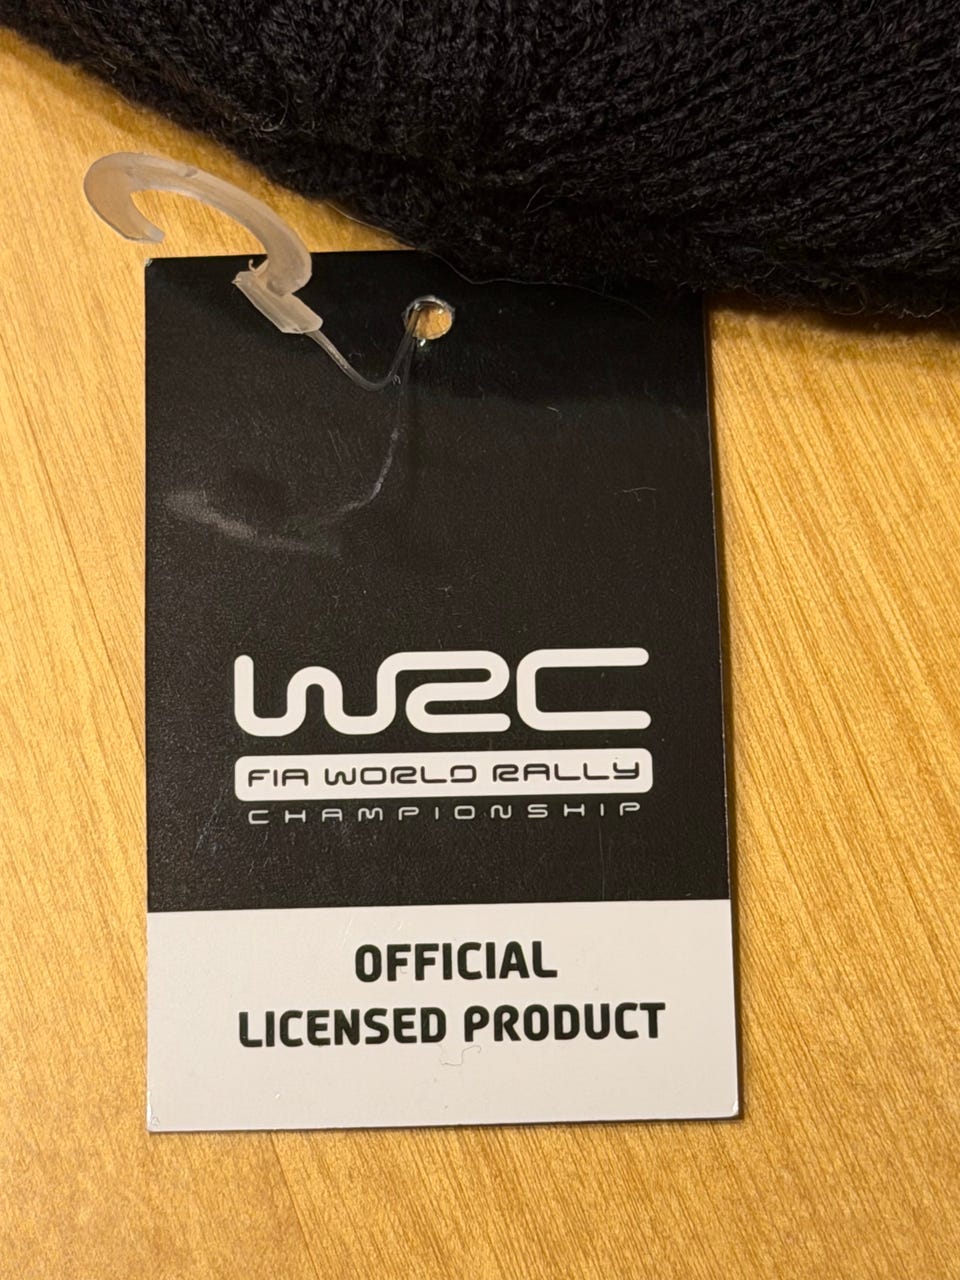 WRC
FIA WORLD RALLY
CHAMPIONSHIP
OFFICIAL
LICENSED PRODUCT